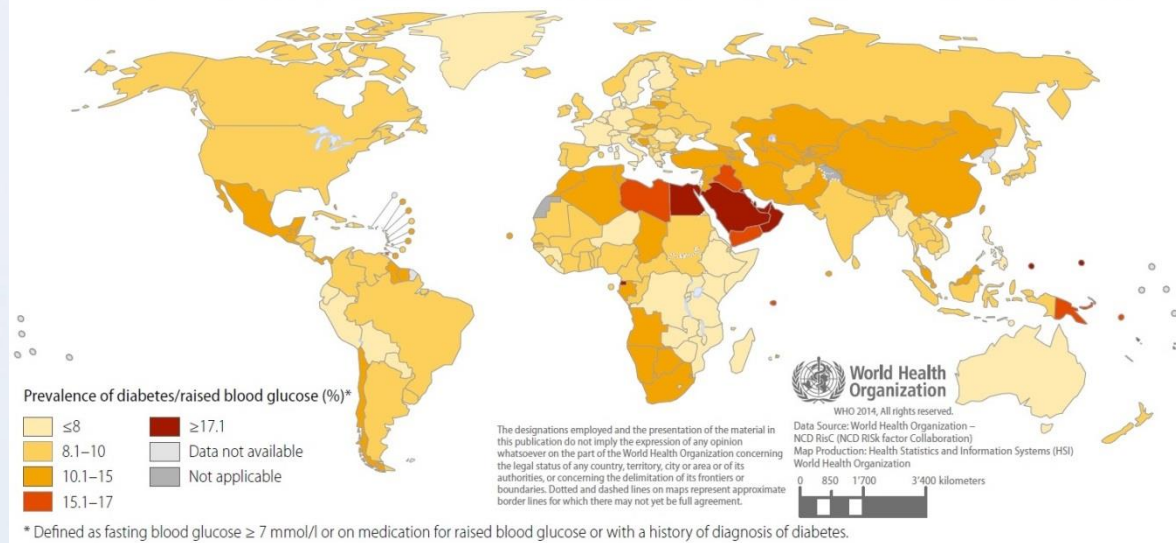 Prevalence of diabetes/raised blood glucose (%)*
≤8
8.1–10
10.1–15
15.1–17
≥17.1
Data not available
Not applicable
The designations employed and the presentation of the material in
this publication do not imply the expression of any opinion
whatsoever on the part of the World Health Organization concerning
the legal status of any country, territory, city or area or of its
authorities, or concerning the delimitation of its frontiers or
boundaries. Dotted and dashed lines on maps represent approximate
border lines for which there may not yet be full agreement.
World Health
Organization
WHO 2014, All rights reserved.
Data Source: World Health Organization –
NCD RisC (NCD RISk factor Collaboration)
Map Production: Health Statistics and Information Systems (HSI)
World Health Organization
0 850 1'700 3'400 kilometers
* Defined as fasting blood glucose ≥ 7 mmol/l or on medication for raised blood glucose or with a history of diagnosis of diabetes.